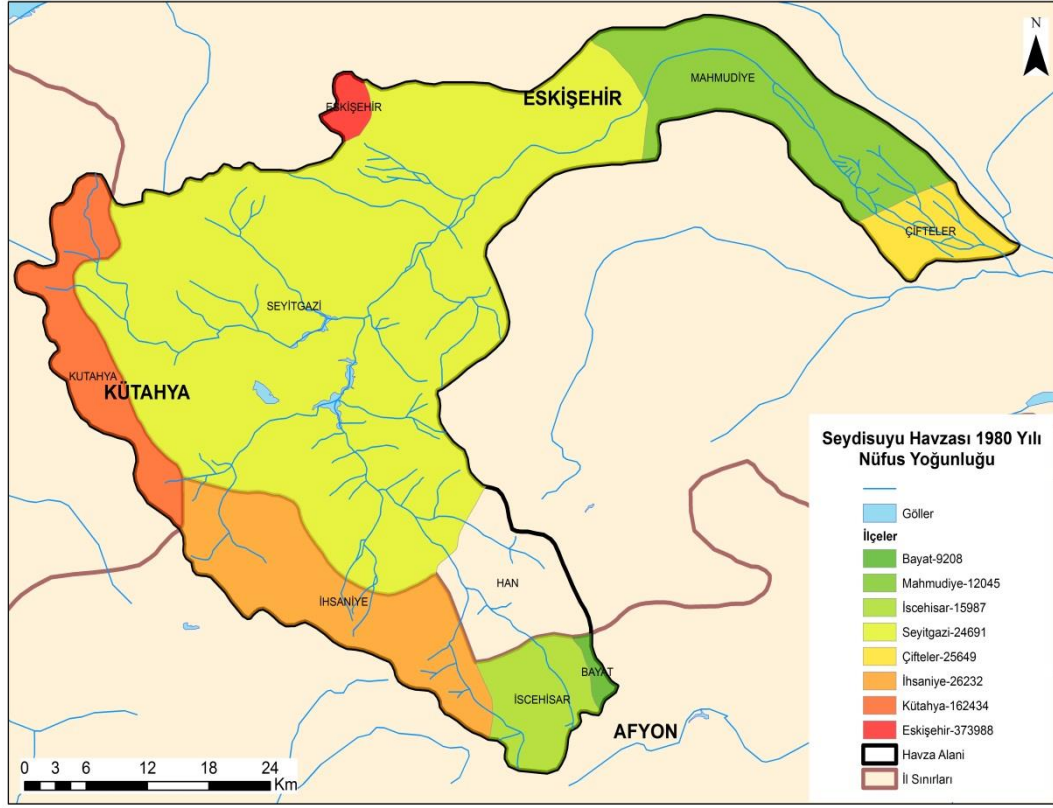 N
MAHMUDİYE
ESKİŞEHİR
ESKİŞEHİR
ÇİFTELER
SEYİTGAZİ
KUTAHYA
KÜTAHYA
HAN
İHSANİYE
BAYAT
İSCEHİSAR
AFYON
0 3 6 12 18 24
Km
Seydisuyu Havzası 1980 Yılı
Nüfus Yoğunluğu
Göller
İlçeler
Bayat-9208
Mahmudiye-12045
İscehisar-15987
Seyitgazi-24691
Çifteler-25649
İhsaniye-26232
Kütahya-162434
Eskişehir-373988
Havza Alani
İl Sınırları